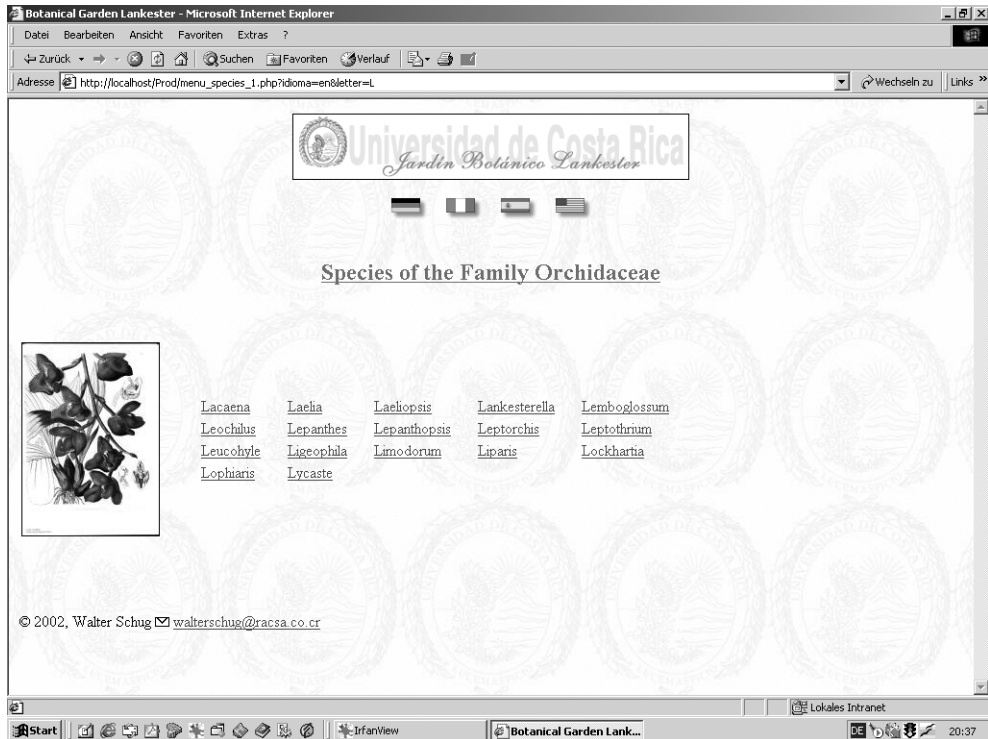 Botanical Garden Lankester - Microsoft Internet Explorer
Datei Bearbeiten Ansicht Favoriten Extras ?
Zurück Suchen Favoriten Verlauf
Adresse http://localhost/Prod/menu_species_1.php?idioma=en&letter=L Wechseln zu Links »
Universidad de Costa Rica
Jardín Botánico Lankester
Species of the Family Orchidaceae
Lacaena Laelia Laeliopsis Lankesterella Lemboglossum
Leochilus Lepanthes Lepanthopsis Leptorchis Leptothrium
Leucohyle Ligeophila Limodorum Liparis Lockhartia
Lophiaris Lycaste
© 2002, Walter Schug walterschug@racsa.co.cr
Lokales Intranet
Start IrfanView Botanical Garden Lank... DE 20:37